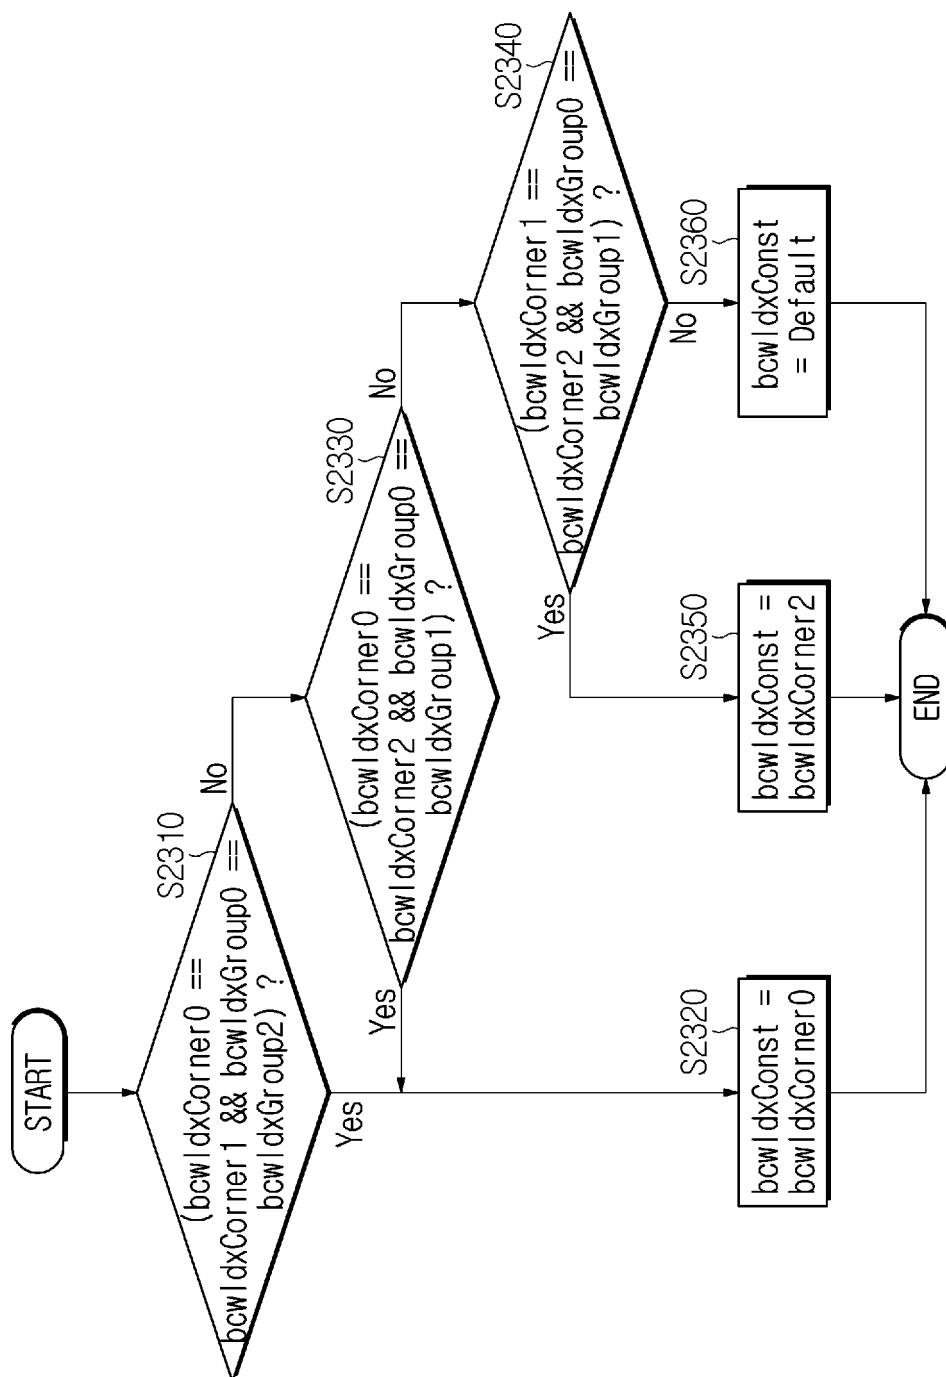 START
S2310
(bcwIdxCorner0 ==
bcwIdxCorner1 && bcwIdxGroup0 ==
bcwIdxGroup2) ?
Yes
No
S2330
(bcwIdxCorner0 ==
bcwIdxCorner2 && bcwIdxGroup0 ==
bcwIdxGroup1) ?
Yes
No
S2340
(bcwIdxCorner1 ==
bcwIdxCorner2 && bcwIdxGroup0 ==
bcwIdxGroup1) ?
Yes
No
S2320
bcwIdxConst =
bcwIdxCorner0
S2350
bcwIdxConst =
bcwIdxCorner2
S2360
bcwIdxConst
= Default
END